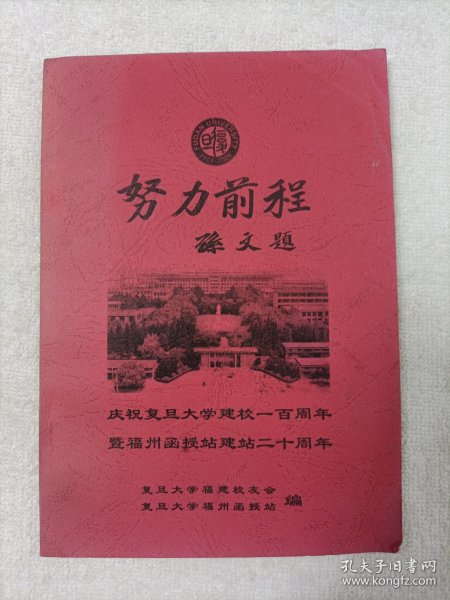 FUDAN UNIVERSITY
努力前程
孫文題
庆祝复旦大学建校一百周年
暨福州函授站建站二十周年
复旦大学福建校友会
复旦大学福州函授站
编
孔夫子旧书网
www.kongfz.com